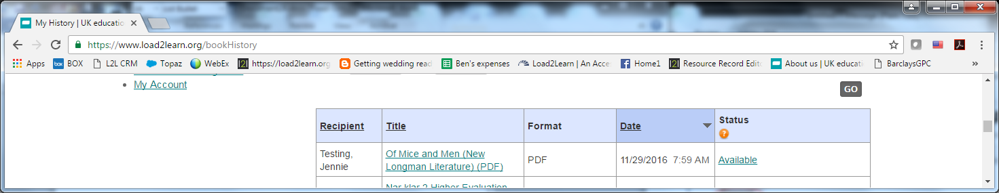 My History | UK educatio
https://www.load2learn.org/bookHistory
Apps BOX L2L CRM Topaz WebEx https://load2learn.org Getting wedding read Ben's expenses Load2Learn | An Acce Home1 Resource Record Edit About us | UK educati BarclaysGPC »
My Account
GO
Recipient Title Format Date Status
?
Testing, Of Mice and Men (New PDF 11/29/2016 7:59 AM Available
Jennie Longman Literature) (PDF)
Nar klar 2 Higher Evaluation